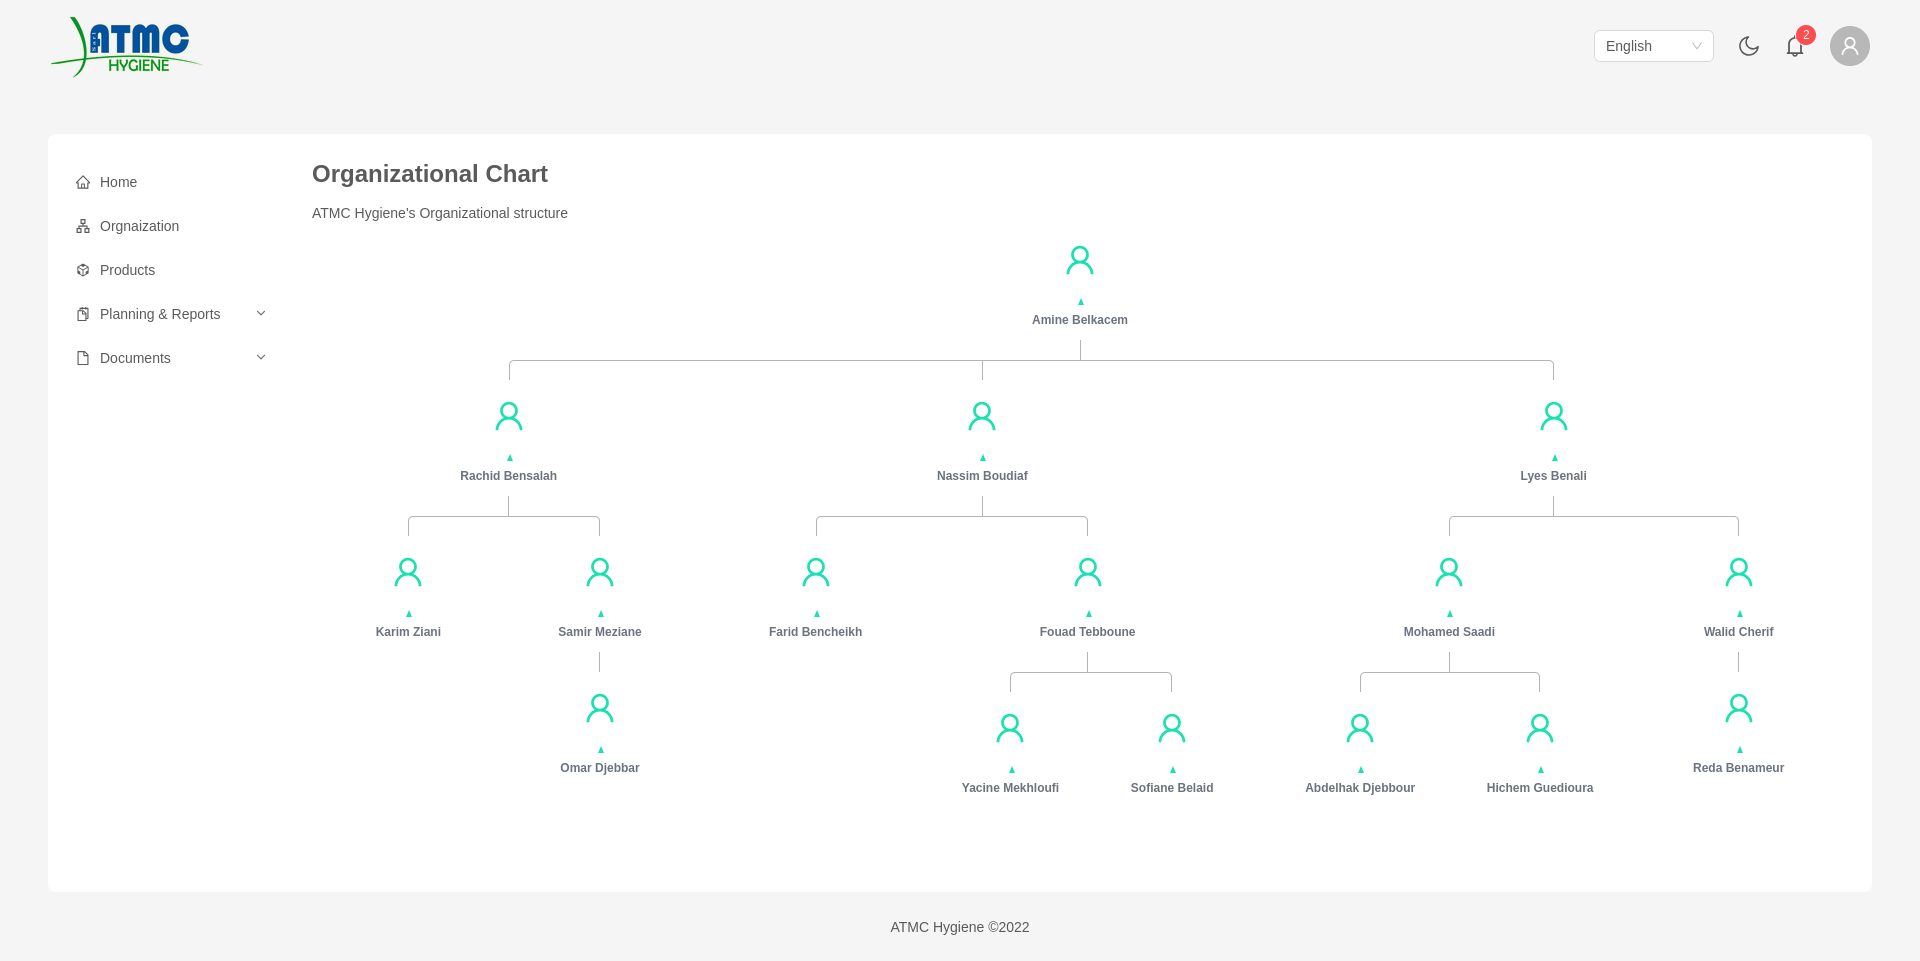 ATMC
HYGIENE
English
2
Home
Orgnaization
Products
Planning & Reports
Documents
Organizational Chart
ATMC Hygiene's Organizational structure
Amine Belkacem
Rachid Bensalah
Nassim Boudiaf
Lyes Benali
Karim Ziani
Samir Meziane
Farid Bencheikh
Fouad Tebboune
Mohamed Saadi
Walid Cherif
Omar Djebbar
Reda Benameur
Yacine Mekhloufi
Sofiane Belaid
Abdelhak Djebbour
Hichem Guedioura
ATMC Hygiene ©2022